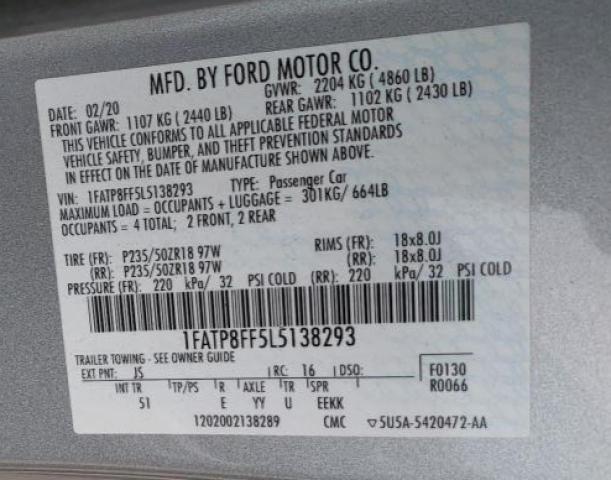 MFD. BY FORD MOTOR CO.
DATE: 02/20 GVWR: 2204 KG ( 4860 LB)
FRONT GAWR: 1107 KG ( 2440 LB) REAR GAWR: 1102 KG ( 2430 LB)
THIS VEHICLE CONFORMS TO ALL APPLICABLE FEDERAL MOTOR
VEHICLE SAFETY, BUMPER, AND THEFT PREVENTION STANDARDS
IN EFFECT ON THE DATE OF MANUFACTURE SHOWN ABOVE.
VIN: 1FATP8FF5L5138293 TYPE: Passenger Car
MAXIMUM LOAD = OCCUPANTS + LUGGAGE = 301KG/ 664LB
OCCUPANTS = 4 TOTAL; 2 FRONT, 2 REAR
TIRE (FR): P235/50ZR18 97W RIMS (FR): 18x8.0J
(RR): P235/50ZR18 97W (RR): 18x8.0J
PRESSURE (FR): 220 kPa/ 32 PSI COLD (RR): 220 kPa/ 32 PSI COLD
1FATP8FF5L5138293
TRAILER TOWING - SEE OWNER GUIDE
EXT PNT: JS RC: 16 DSO: F0130
INT TR TP/PS R AXLE TR SPR R0066
51 E YY U EEKK
1202002138289 CMC ▽5U5A-5420472-AA